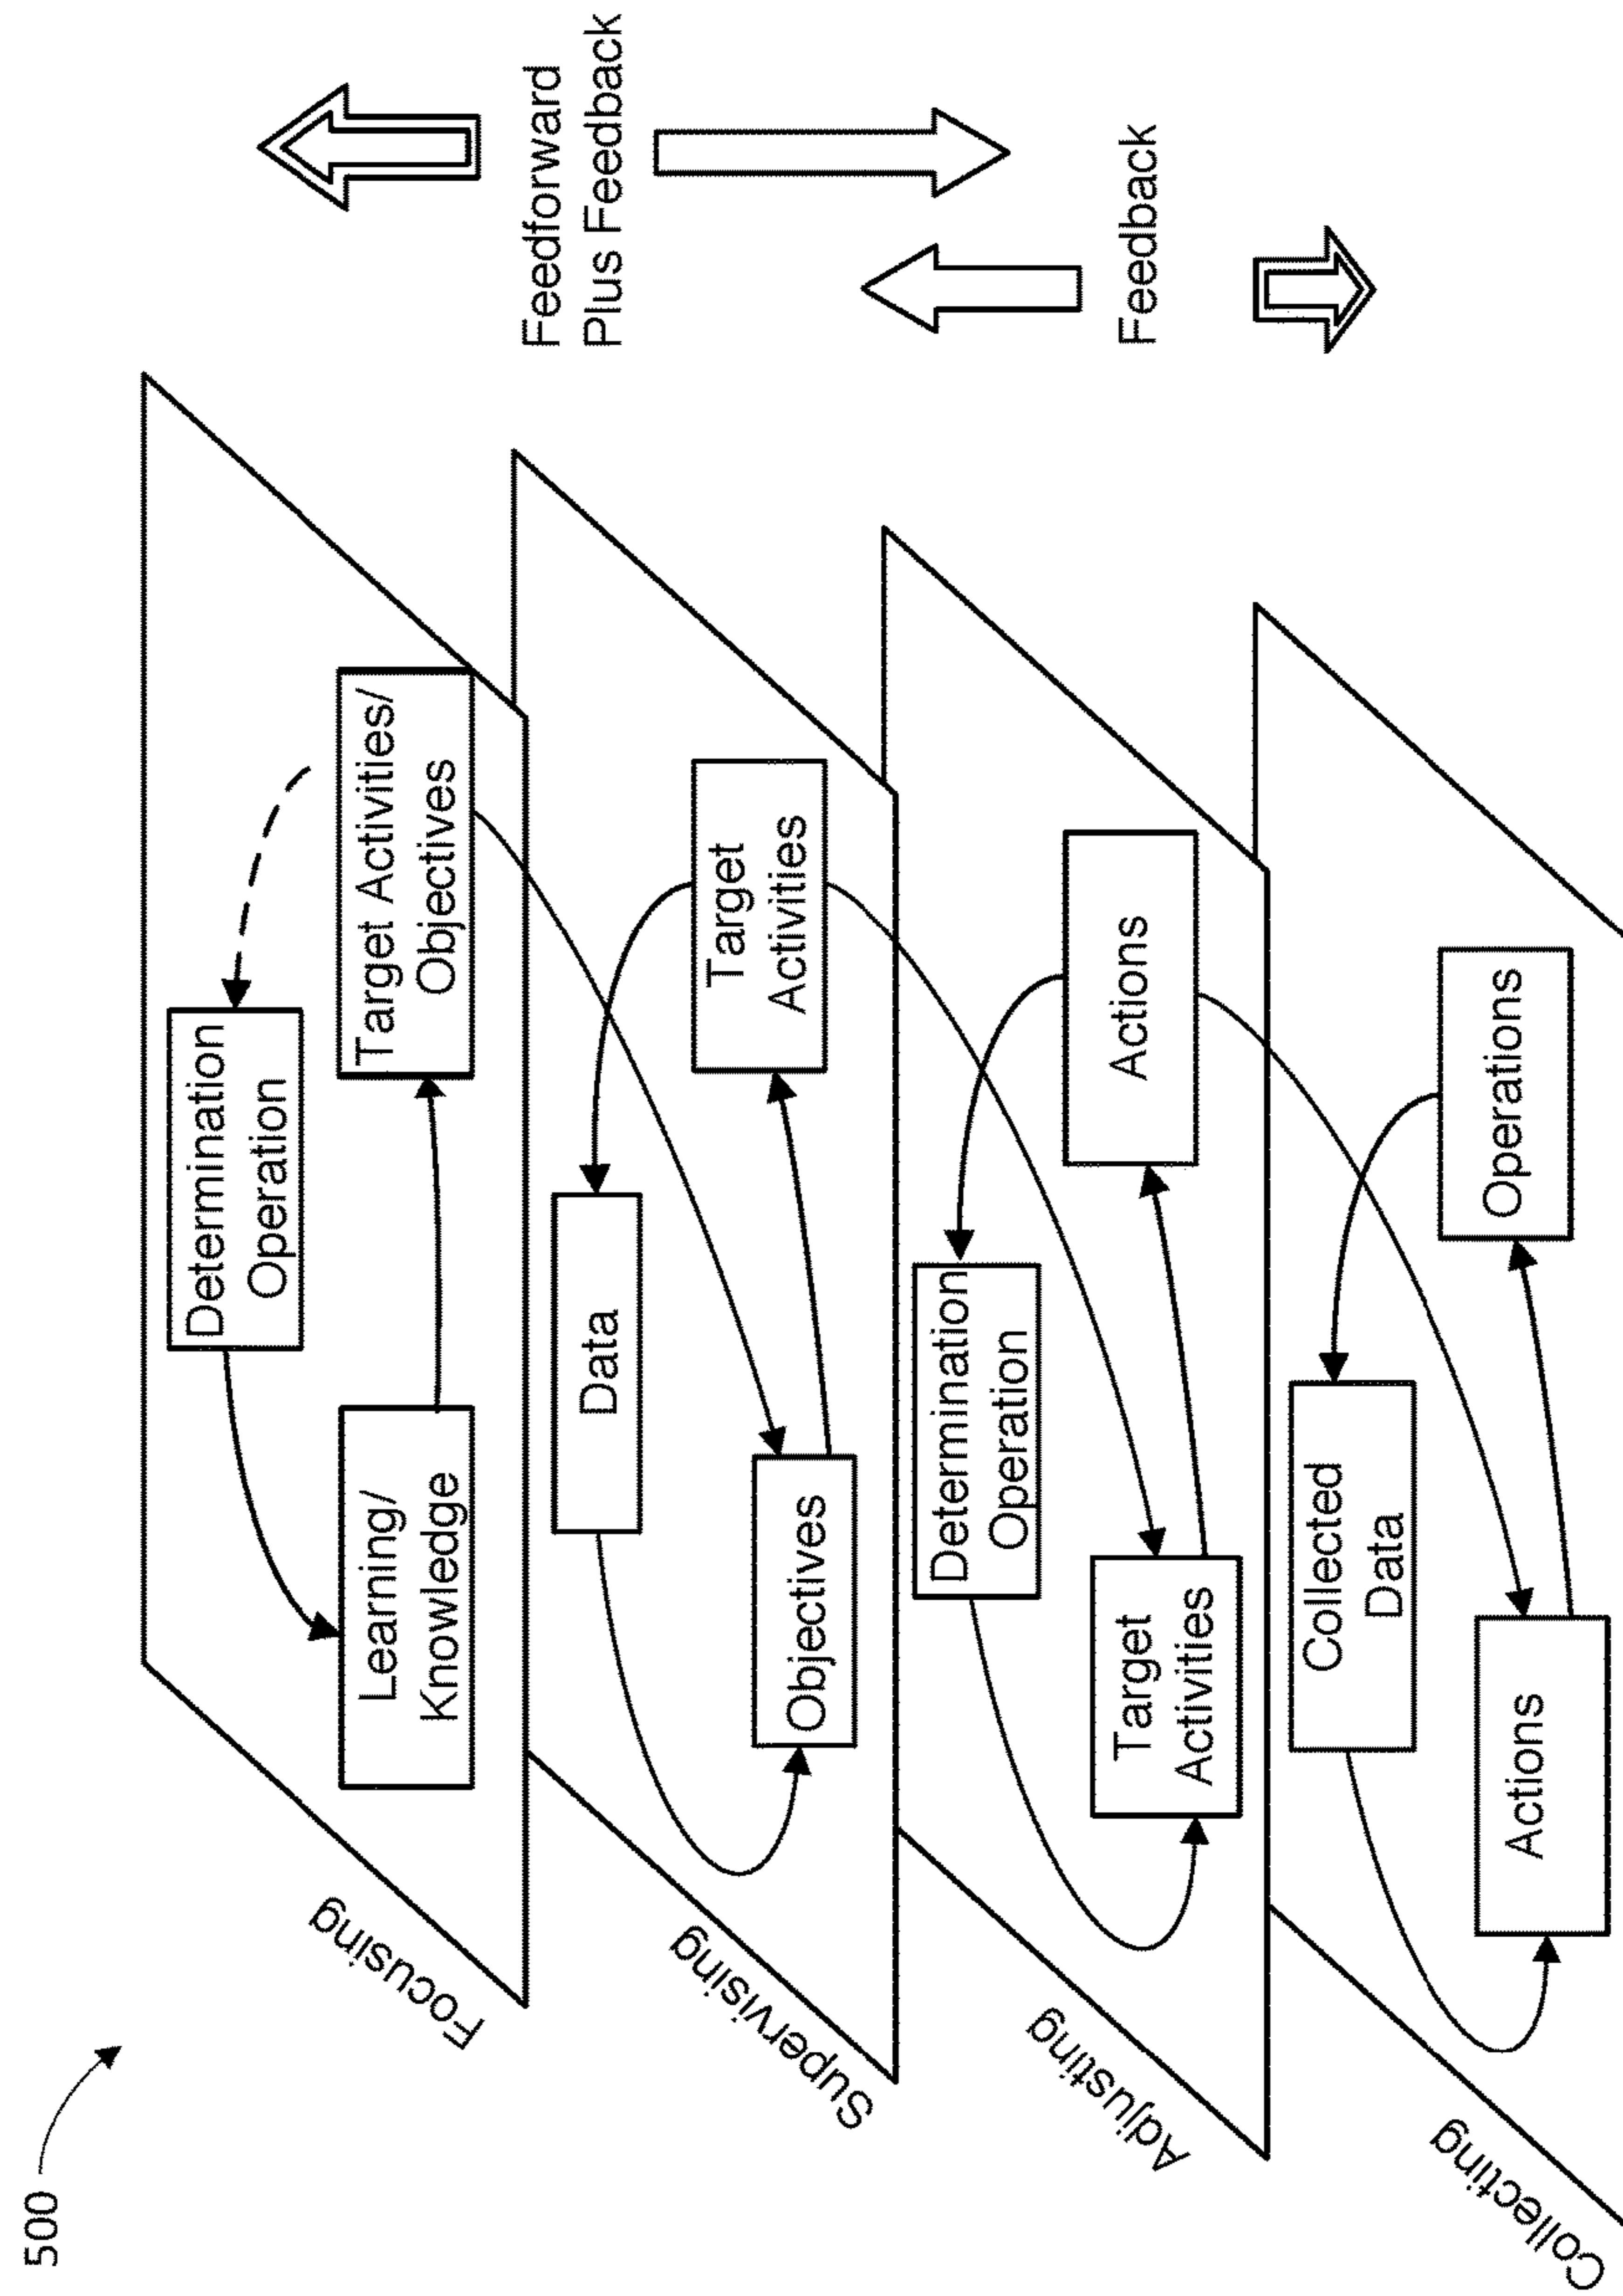 500
Focusing
Determination
Operation
Learning/
Knowledge
Target Activities/
Objectives
Supervising
Data
Objectives
Target
Activities
Adjusting
Determination
Operation
Target
Activities
Actions
Collecting
Collected
Data
Actions
Operations
Feedforward
Plus Feedback
Feedback